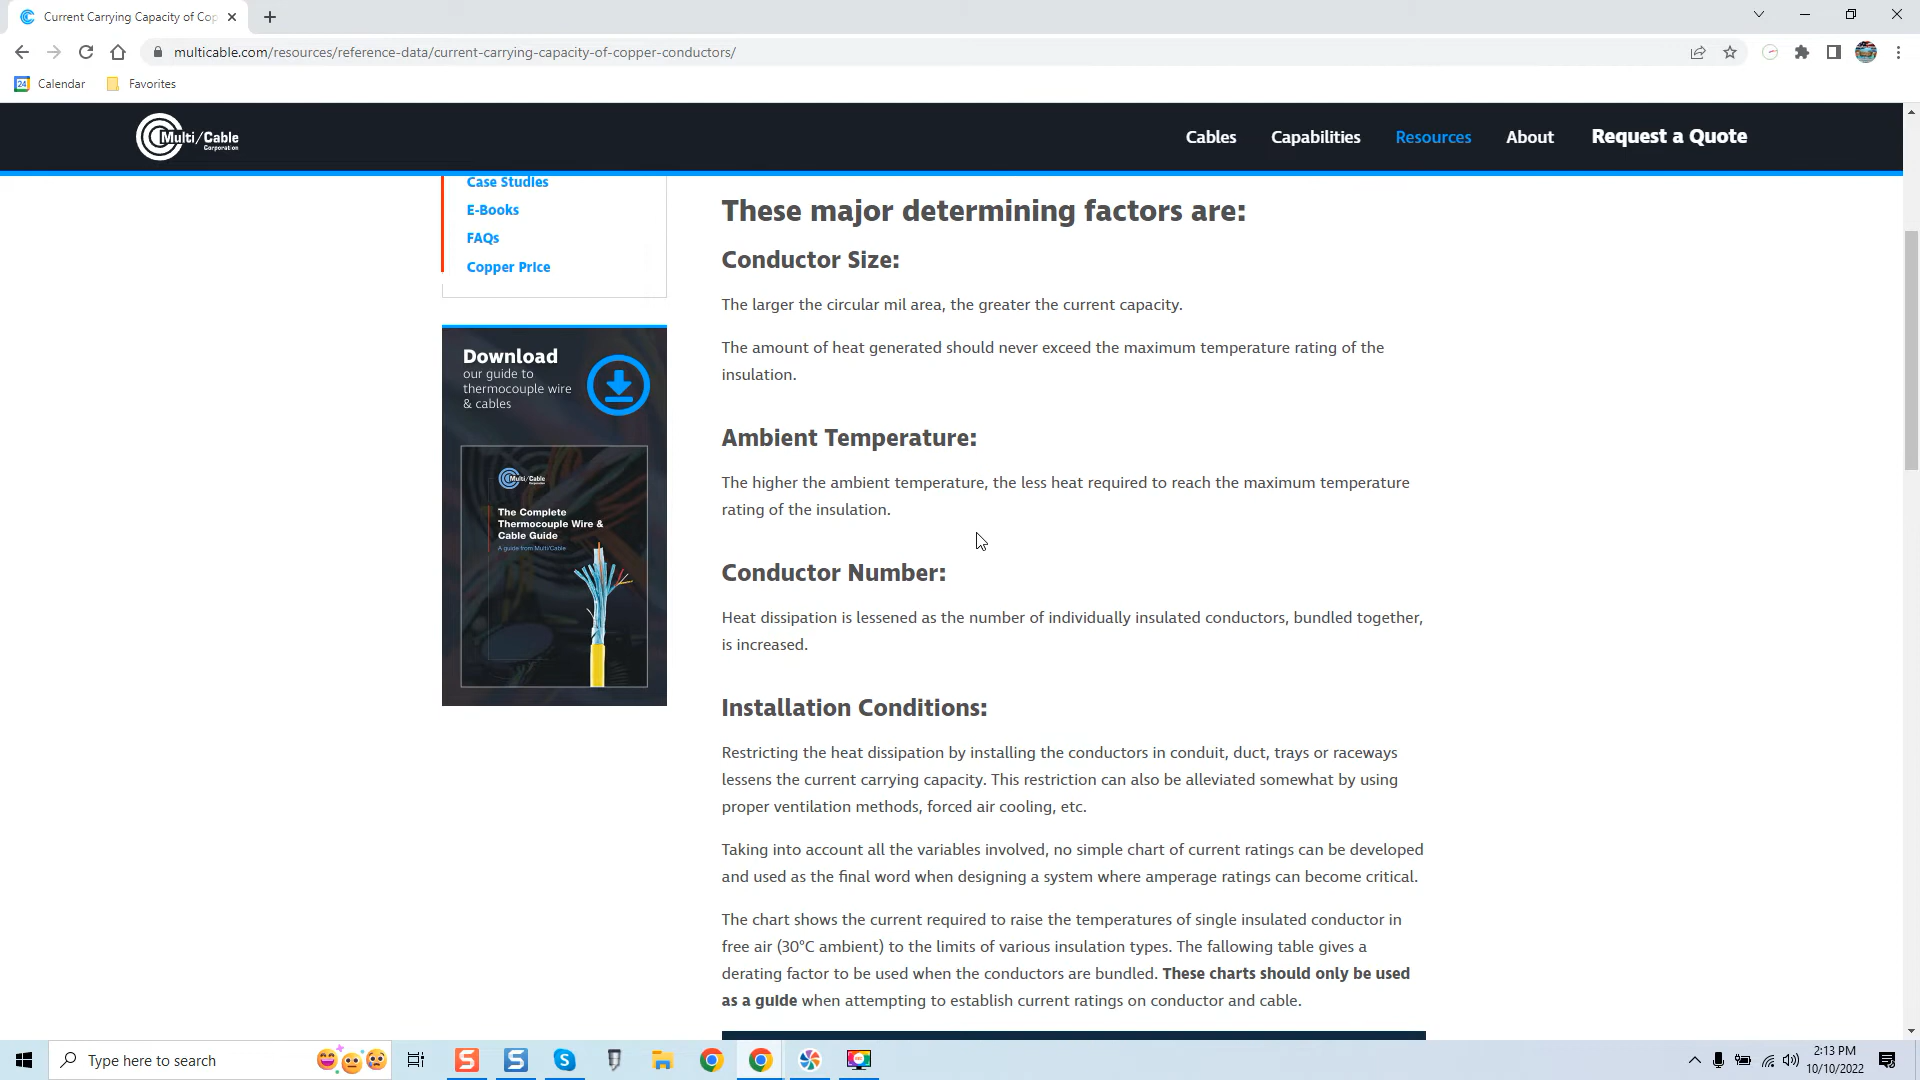 Current Carrying Capacity of Cop
multicable.com/resources/reference-data/current-carrying-capacity-of-copper-conductors/
24 Calendar Favorites
Multi/Cable
Corporation
Cables Capabilities Resources About Request a Quote
Case Studies
E-Books
FAQs
Copper Price
Download
our guide to
thermocouple wire
& cables
Multi/Cable
Corporation
The Complete
Thermocouple Wire &
Cable Guide
A guide from Multi/Cable
These major determining factors are:
Conductor Size:
The larger the circular mil area, the greater the current capacity.
The amount of heat generated should never exceed the maximum temperature rating of the
insulation.
Ambient Temperature:
The higher the ambient temperature, the less heat required to reach the maximum temperature
rating of the insulation.
Conductor Number:
Heat dissipation is lessened as the number of individually insulated conductors, bundled together,
is increased.
Installation Conditions:
Restricting the heat dissipation by installing the conductors in conduit, duct, trays or raceways
lessens the current carrying capacity. This restriction can also be alleviated somewhat by using
proper ventilation methods, forced air cooling, etc.
Taking into account all the variables involved, no simple chart of current ratings can be developed
and used as the final word when designing a system where amperage ratings can become critical.
The chart shows the current required to raise the temperatures of single insulated conductor in
free air (30°C ambient) to the limits of various insulation types. The fallowing table gives a
derating factor to be used when the conductors are bundled. These charts should only be used
as a guide when attempting to establish current ratings on conductor and cable.
Type here to search
2:13 PM
10/10/2022